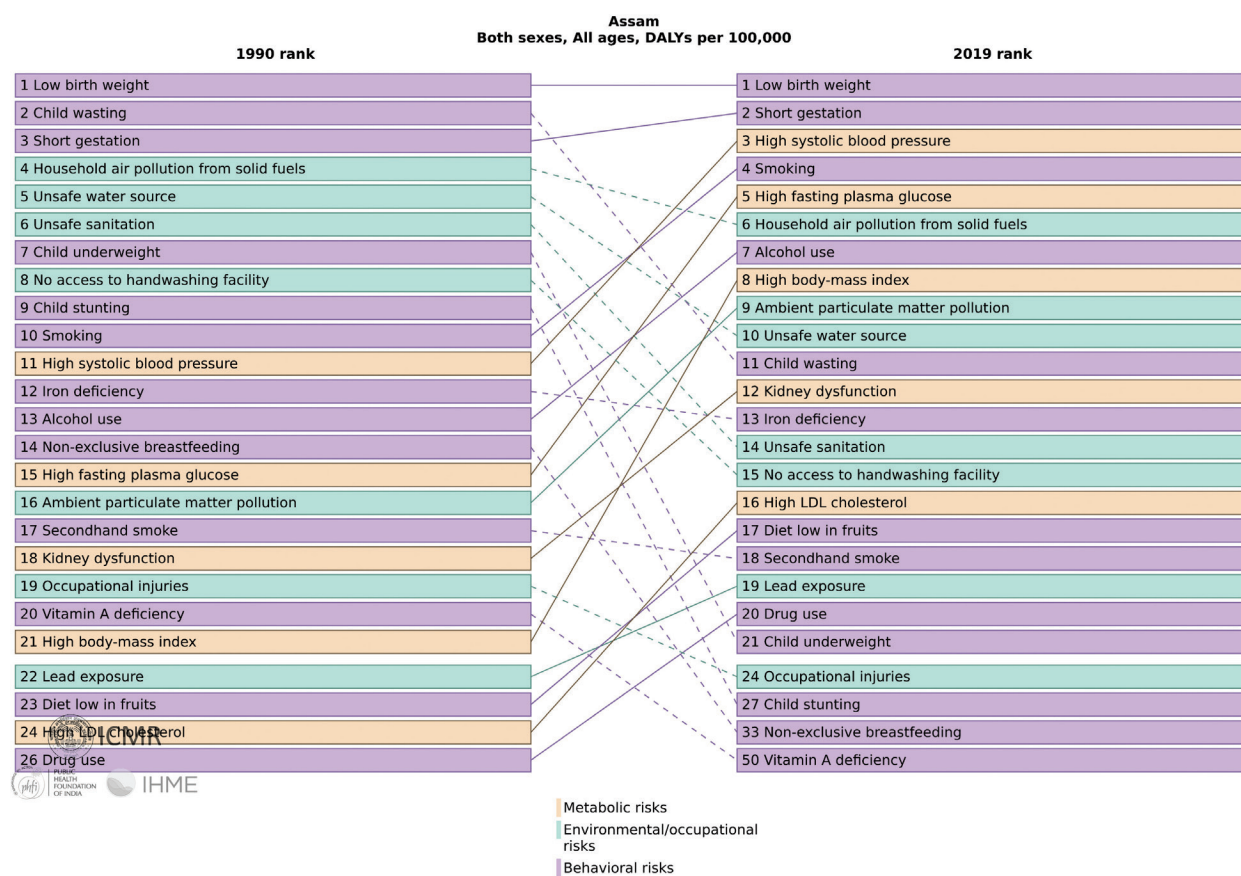 Assam
Both sexes, All ages, DALYs per 100,000
1990 rank
2019 rank
1 Low birth weight
2 Child wasting
3 Short gestation
4 Household air pollution from solid fuels
5 Unsafe water source
6 Unsafe sanitation
7 Child underweight
8 No access to handwashing facility
9 Child stunting
10 Smoking
11 High systolic blood pressure
12 Iron deficiency
13 Alcohol use
14 Non-exclusive breastfeeding
15 High fasting plasma glucose
16 Ambient particulate matter pollution
17 Secondhand smoke
18 Kidney dysfunction
19 Occupational injuries
20 Vitamin A deficiency
21 High body-mass index
22 Lead exposure
23 Diet low in fruits
24 High LDL cholesterol
26 Drug use
1 Low birth weight
2 Short gestation
3 High systolic blood pressure
4 Smoking
5 High fasting plasma glucose
6 Household air pollution from solid fuels
7 Alcohol use
8 High body-mass index
9 Ambient particulate matter pollution
10 Unsafe water source
11 Child wasting
12 Kidney dysfunction
13 Iron deficiency
14 Unsafe sanitation
15 No access to handwashing facility
16 High LDL cholesterol
17 Diet low in fruits
18 Secondhand smoke
19 Lead exposure
20 Drug use
21 Child underweight
24 Occupational injuries
27 Child stunting
33 Non-exclusive breastfeeding
50 Vitamin A deficiency
ICMR
phfi
PUBLIC
HEALTH
FOUNDATION
OF INDIA
IHME
Metabolic risks
Environmental/occupational
risks
Behavioral risks